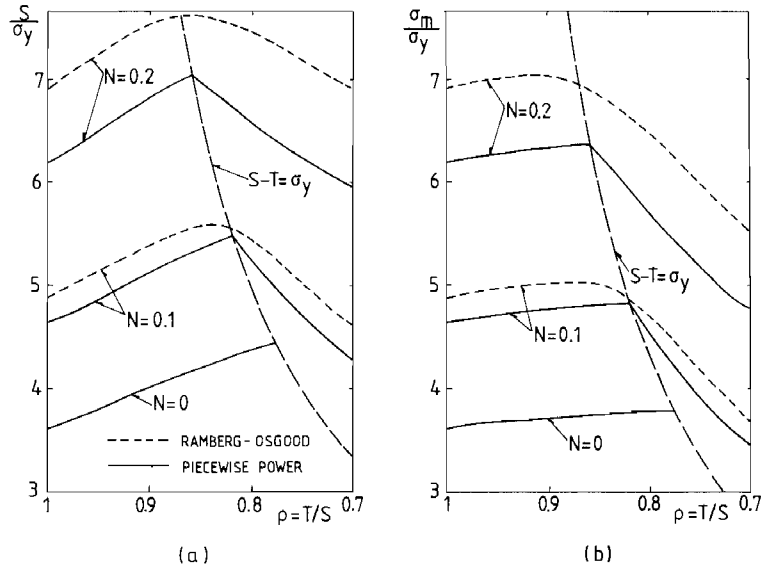 S/σy
7
6
5
4
3
N=0.2
S-T=σy
N=0.1
N=0
RAMBERG-OSGOOD
PIECEWISE POWER
1 0.9 0.8 0.7
ρ=T/S
(a)
σm/σy
7
6
5
4
3
N=0.2
S-T=σy
N=0.1
N=0
1 0.9 0.8 0.7
ρ=T/S
(b)